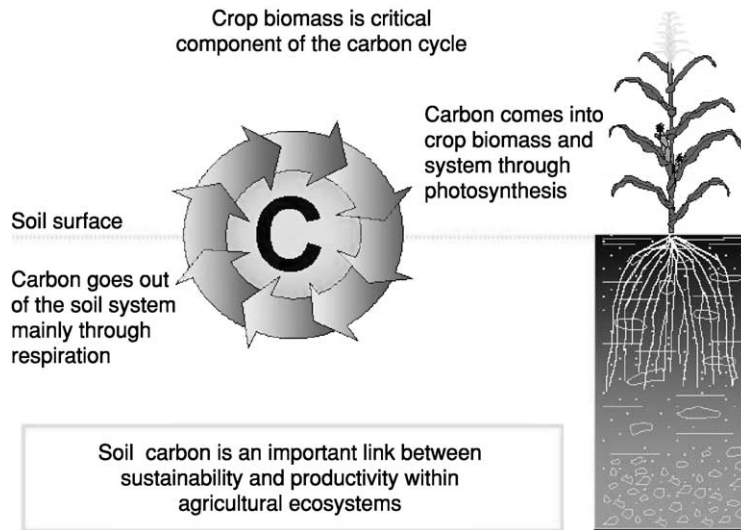 Crop biomass is critical
component of the carbon cycle
Carbon comes into
crop biomass and
system through
photosynthesis
C
Soil surface
Carbon goes out
of the soil system
mainly through
respiration
Soil carbon is an important link between
sustainability and productivity within
agricultural ecosystems